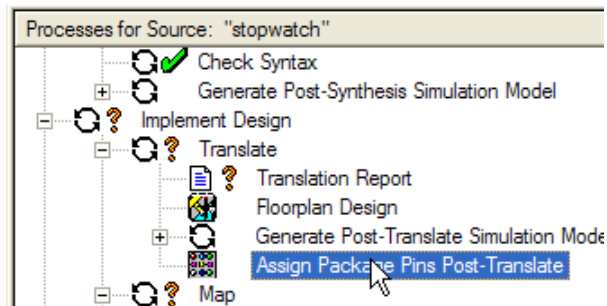 Processes for Source: "stopwatch"
Check Syntax
Generate Post-Synthesis Simulation Model
Implement Design
Translate
Translation Report
Floorplan Design
Generate Post-Translate Simulation Mode
Assign Package Pins Post-Translate
Map